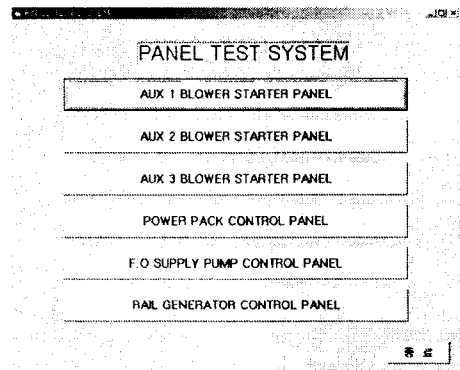 PANEL TEST SYSTEM
AUX 1 BLOWER STARTER PANEL
AUX 2 BLOWER STARTER PANEL
AUX 3 BLOWER STARTER PANEL
POWER PACK CONTROL PANEL
F.O SUPPLY PUMP CONTROL PANEL
RAIL GENERATOR CONTROL PANEL
종 료